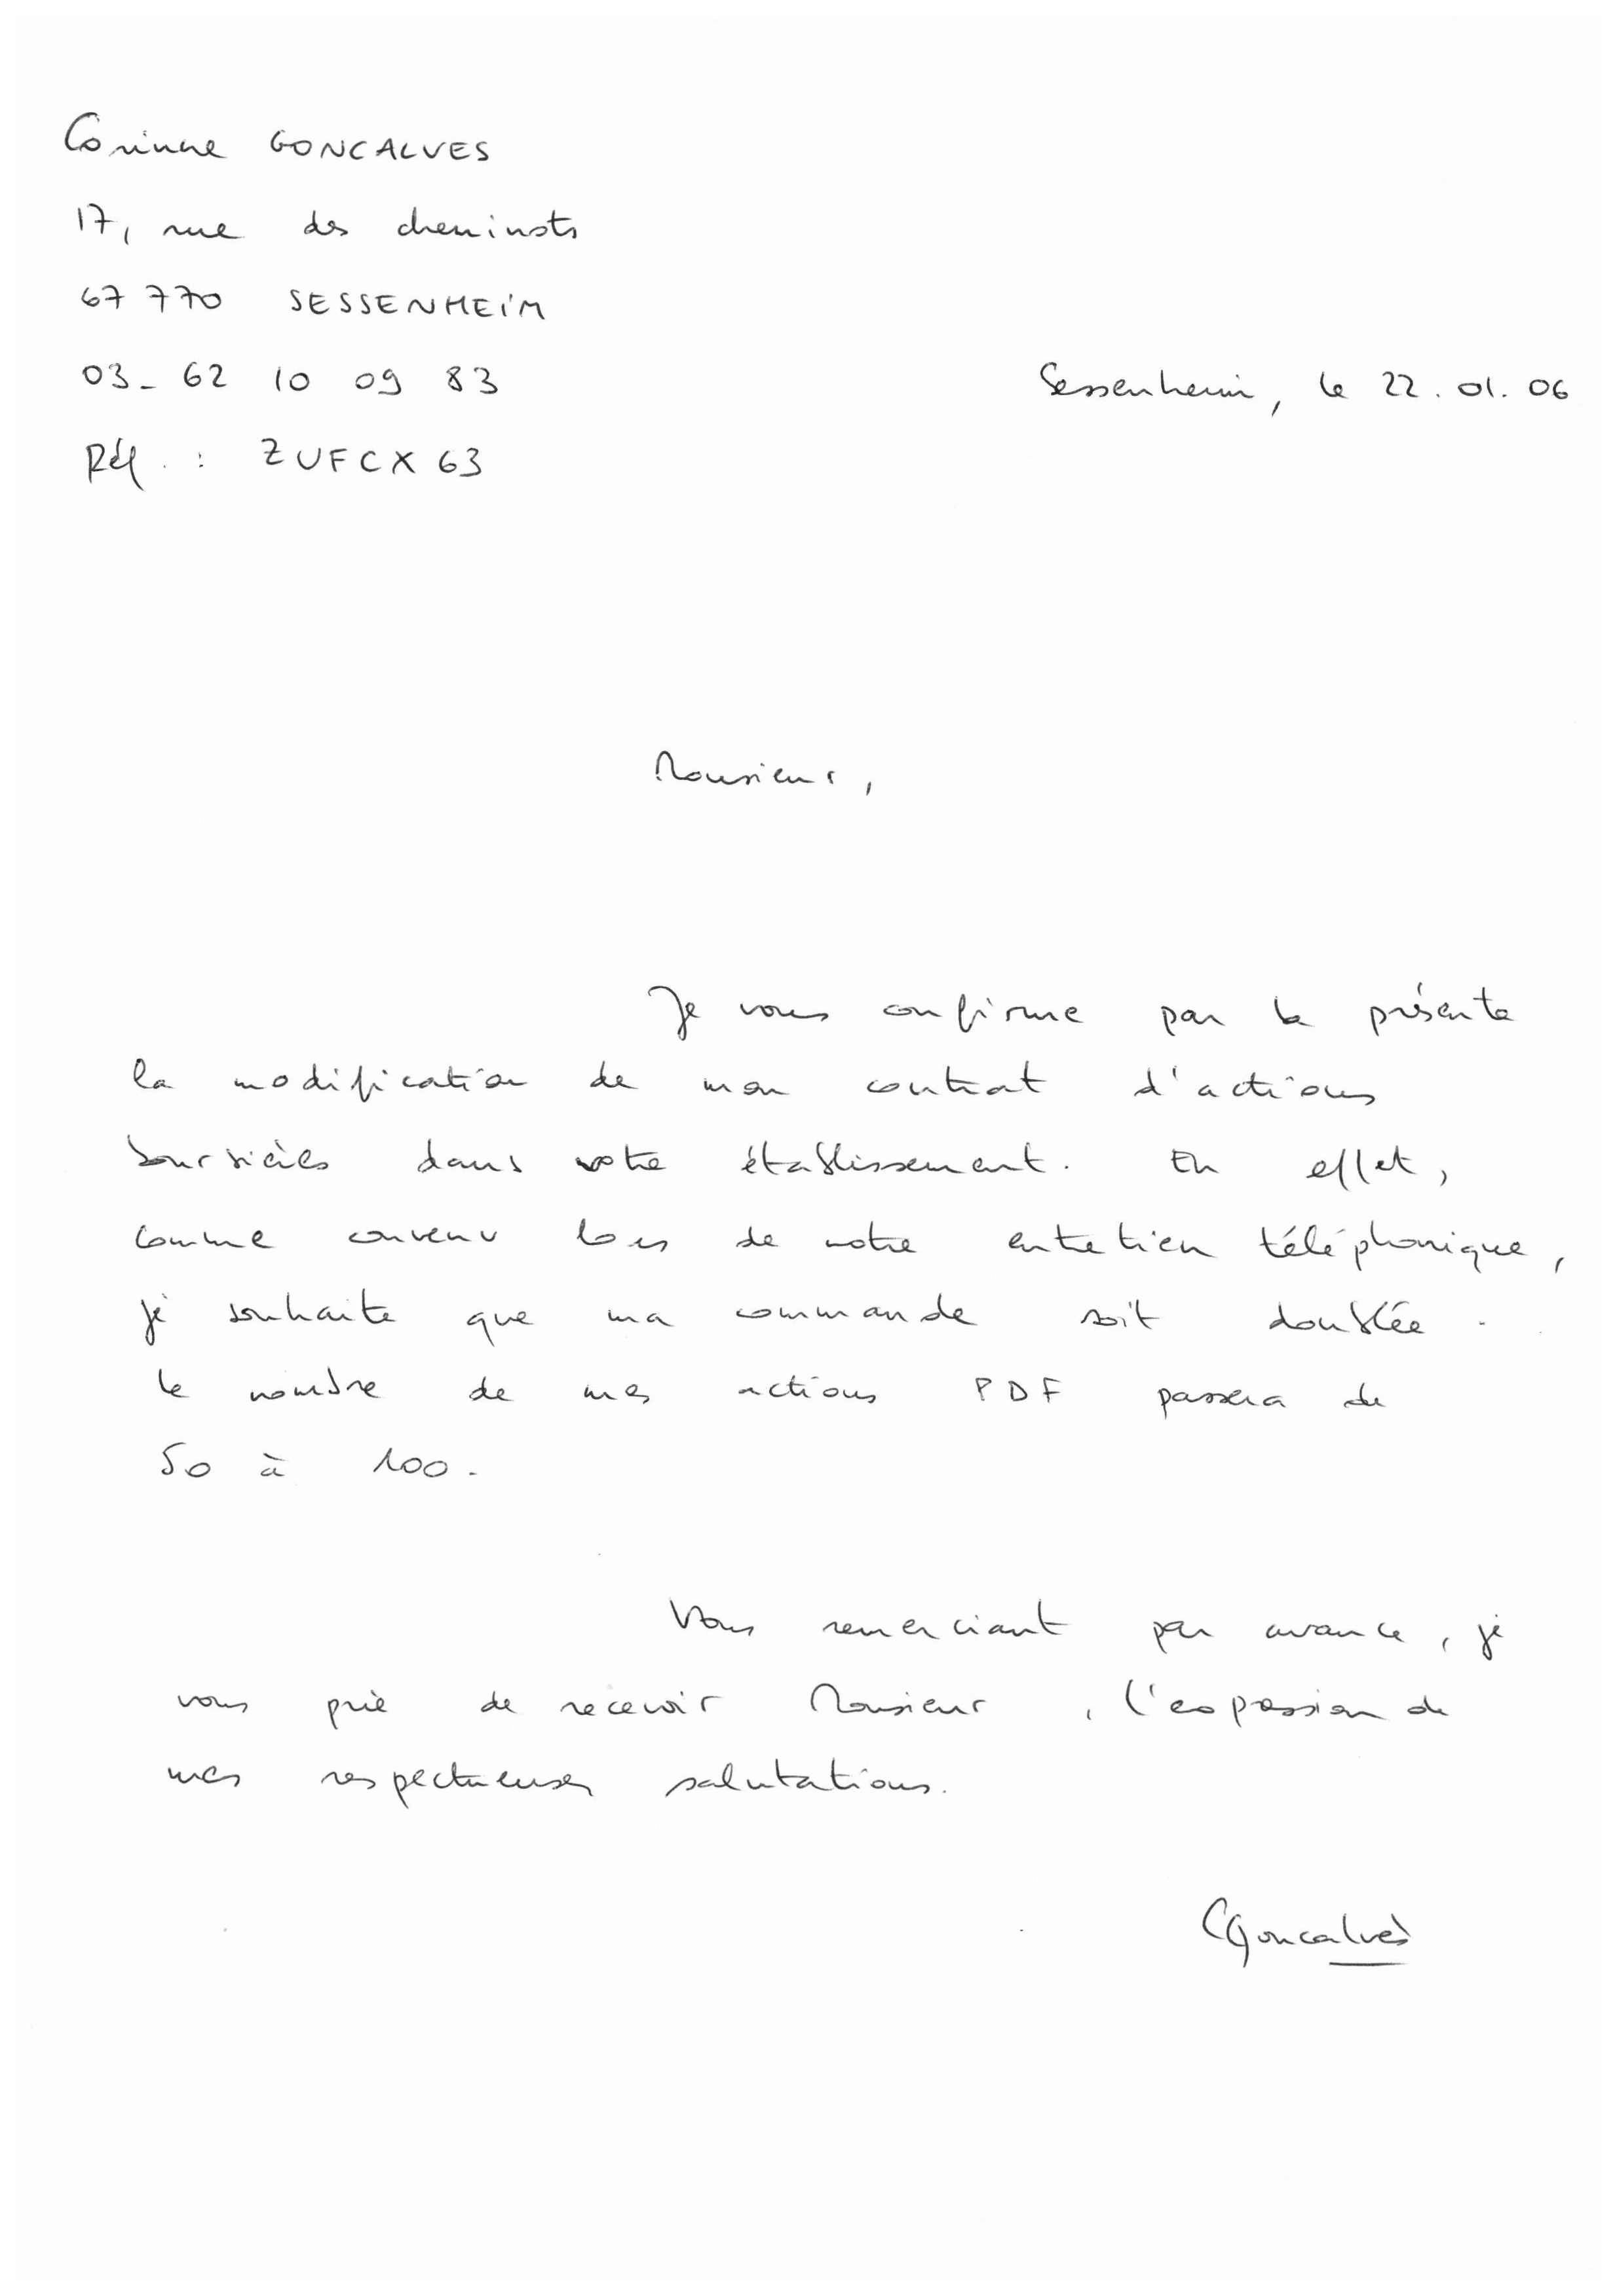 Corinne GONCALVES
17, rue des cheminots
67 770 SESSENHEIM
03- 62 10 09 83
Sessenheim, le 22.01.06
Réf. : ZUFCX63
Monsieur,
Je vous confirme par la présente
la modification de mon contrat d'actions
boursières dans votre établissement. En effet,
comme convenu lors de notre entretien téléphonique,
je souhaite que ma commande soit doublée.
le nombre de mes actions PDF passera de
50 à 100.
Vous remerciant par avance, je
vous prie de recevoir Monsieur, l'expression de
mes respectueuses salutations.
CGoncalves